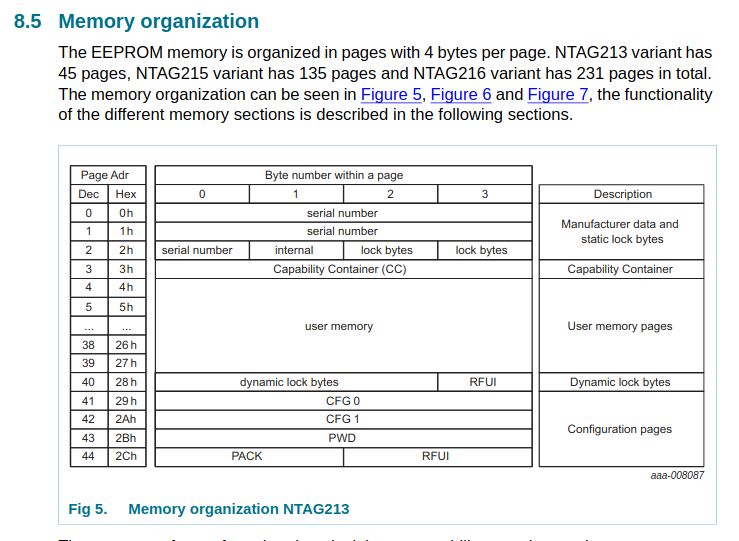 8.5 Memory organization
The EEPROM memory is organized in pages with 4 bytes per page. NTAG213 variant has
45 pages, NTAG215 variant has 135 pages and NTAG216 variant has 231 pages in total.
The memory organization can be seen in Figure 5, Figure 6 and Figure 7, the functionality
of the different memory sections is described in the following sections.
Page Adr Byte number within a page
Dec Hex 0 1 2 3 Description
0 0h serial number
Manufacturer data and
static lock bytes
1 1h serial number
2 2h serial number internal lock bytes lock bytes
3 3h Capability Container (CC) Capability Container
4 4h
5 5h
... ... user memory User memory pages
38 26h
39 27h
40 28h dynamic lock bytes RFUI Dynamic lock bytes
41 29h CFG 0
42 2Ah CFG 1
Configuration pages
43 2Bh PWD
44 2Ch PACK RFUI
aaa-008087
Fig 5. Memory organization NTAG213